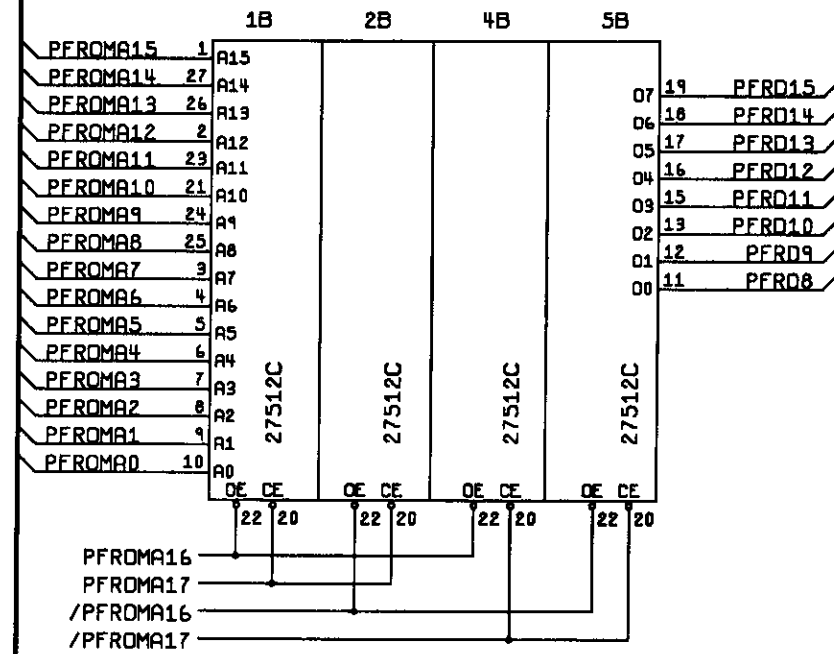 1B 2B 4B 5B
PFROMA15 1 A15
PFROMA14 27 A14
PFROMA13 26 A13
PFROMA12 2 A12
PFROMA11 23 A11
PFROMA10 21 A10
PFROMA9 24 A9
PFROMA8 25 A8
PFROMA7 3 A7
PFROMA6 4 A6
PFROMA5 5 A5
PFROMA4 6 A4
PFROMA3 7 A3
PFROMA2 8 A2
PFROMA1 9 A1
PFROMA0 10 A0
O7 19 PFRD15
O6 18 PFRD14
O5 17 PFRD13
O4 16 PFRD12
O3 15 PFRD11
O2 13 PFRD10
O1 12 PFRD9
O0 11 PFRD8
27512C 27512C 27512C 27512C
OE CE OE CE OE CE OE CE
22 20 22 20 22 20 22 20
PFROMA16
PFROMA17
/PFROMA16
/PFROMA17